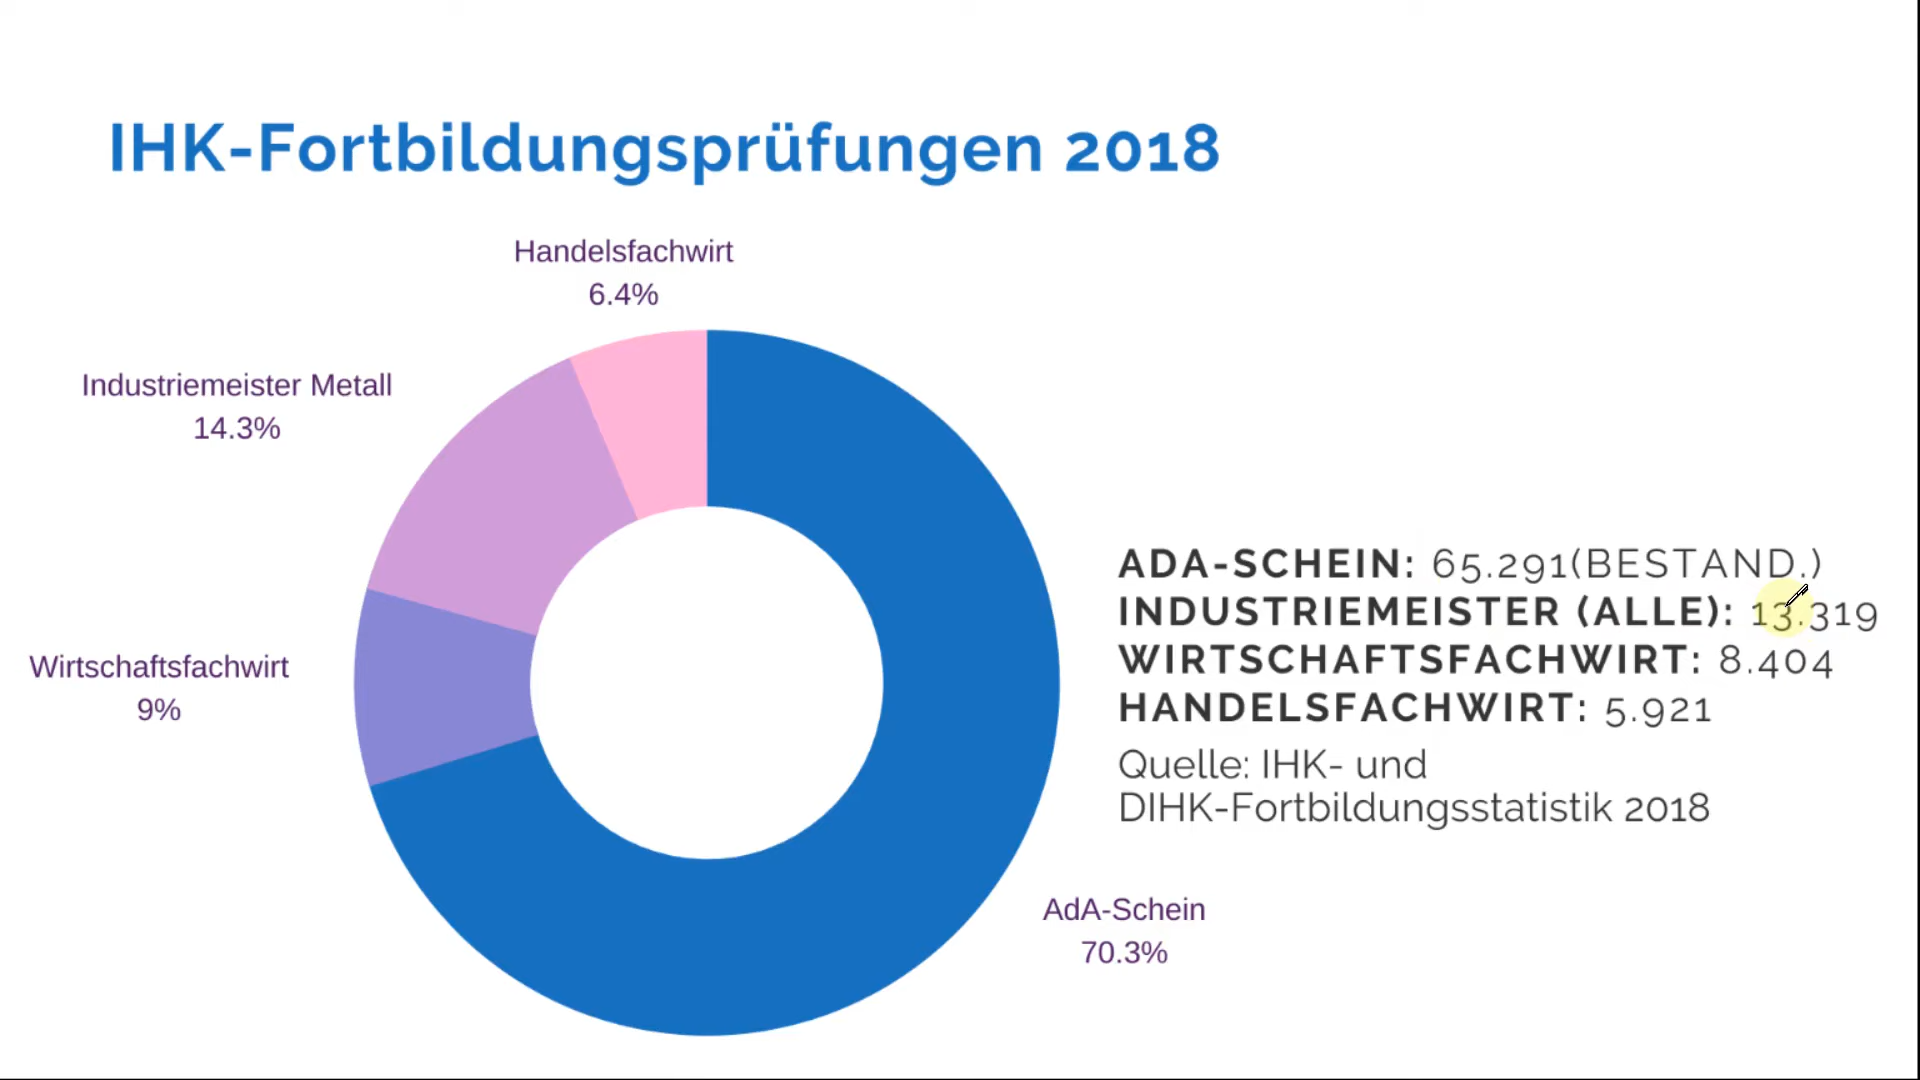 IHK-Fortbildungsprüfungen 2018
Handelsfachwirt
6.4%
Industriemeister Metall
14.3%
Wirtschaftsfachwirt
9%
ADA-SCHEIN: 65.291(BESTAND.)
INDUSTRIEMEISTER (ALLE): 13.319
WIRTSCHAFTSFACHWIRT: 8.404
HANDELSFACHWIRT: 5.921
Quelle: IHK- und
DIHK-Fortbildungsstatistik 2018
AdA-Schein
70.3%